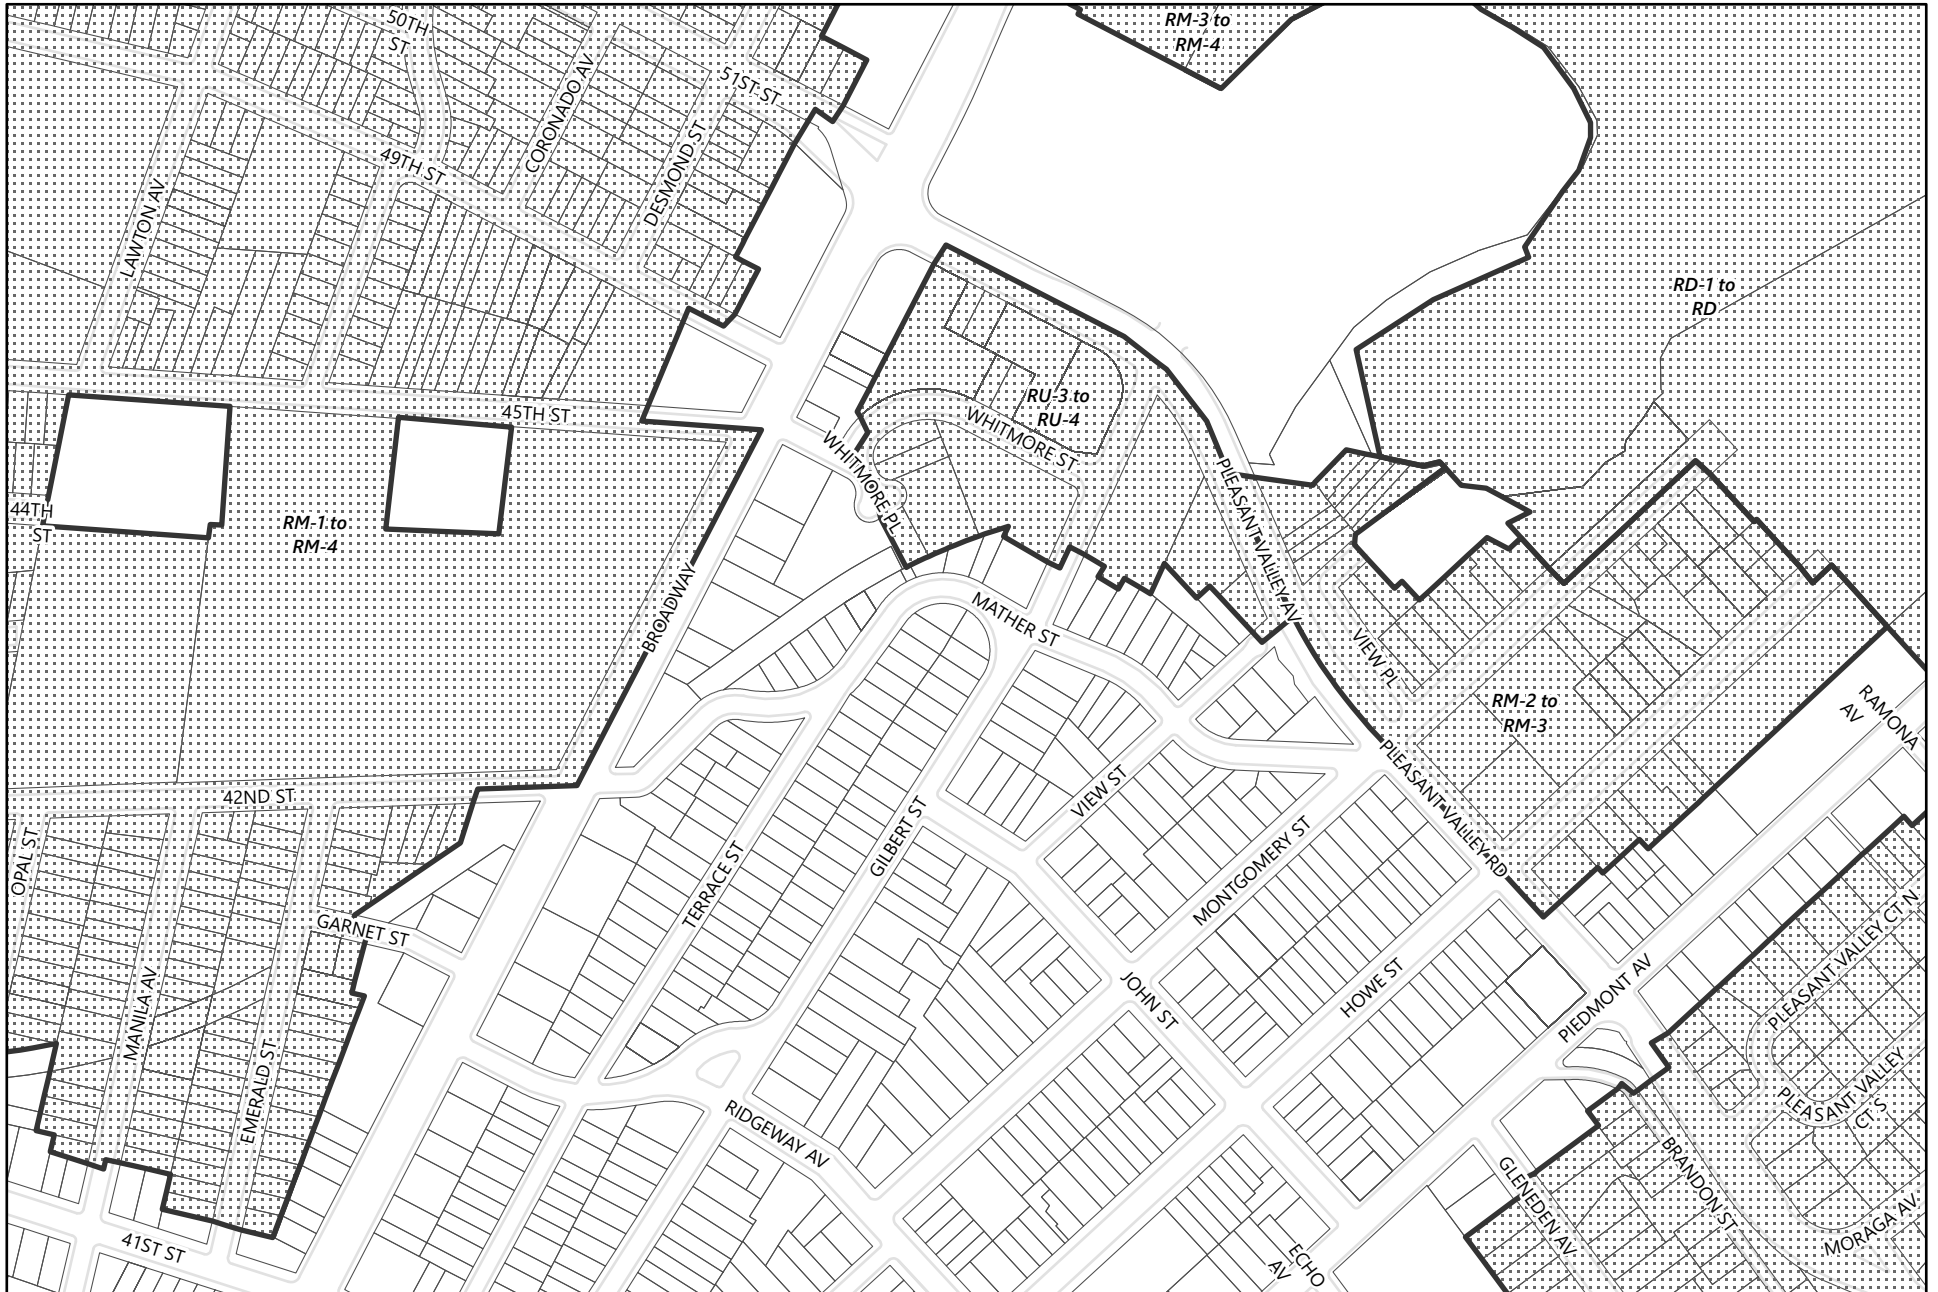 50TH
ST
RM-3 to
RM-4
CORONADO AV
51ST ST
DESMOND ST
49TH ST
LAWTON AV
RD-1 to
RD
45TH ST
RU-3 to
RU-4
WHITMORE ST
WHITMORE PL
PLEASANT VALLEY AV
44TH
ST
RM-1 to
RM-4
BROADWAY
MATHER ST
VIEW PL
RM-2 to
RM-3
RAMONA
AV
PLEASANT VALLEY RD
42ND ST
VIEW ST
OPAL ST
GILBERT ST
TERRACE ST
MONTGOMERY ST
GARNET ST
PLEASANT VALLEY CT N
JOHN ST
HOWE ST
PIEDMONT AV
MANILA AV
EMERALD ST
PLEASANT VALLEY
CT S
RIDGEWAY AV
GLENEDEN AV
BRANDON ST
MORAGA AV
41ST ST
ECHO
AV